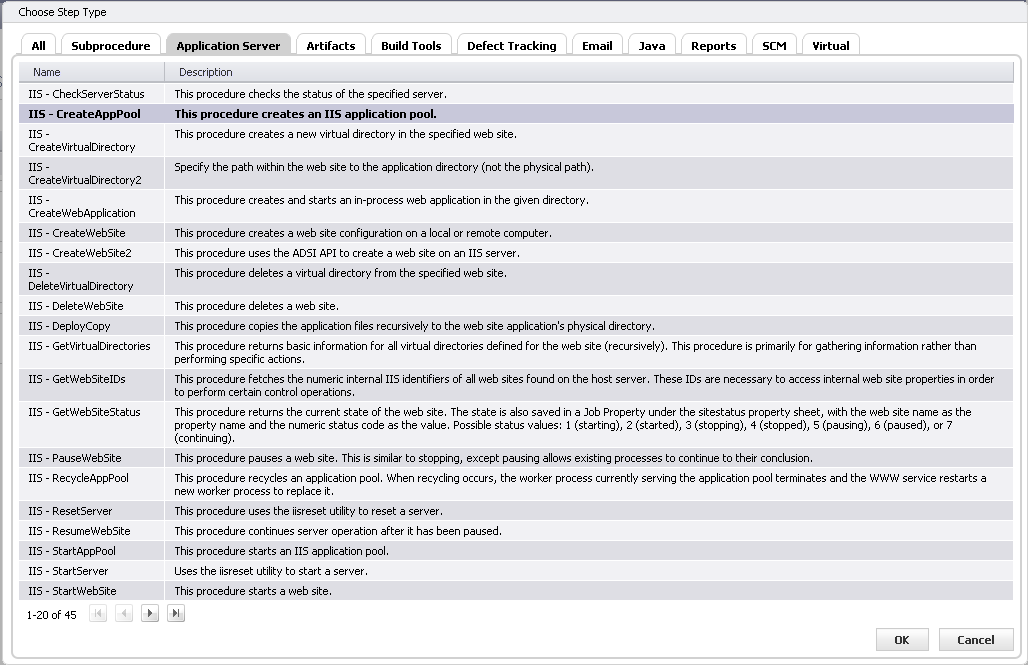 Choose Step Type
All Subprocedure Application Server Artifacts Build Tools Defect Tracking Email Java Reports SCM Virtual
Name Description
IIS - CheckServerStatus This procedure checks the status of the specified server.
IIS - CreateAppPool This procedure creates an IIS application pool.
IIS - This procedure creates a new virtual directory in the specified web site.
CreateVirtualDirectory
IIS - Specify the path within the web site to the application directory (not the physical path).
CreateVirtualDirectory2
IIS - This procedure creates and starts an in-process web application in the given directory.
CreateWebApplication
IIS - CreateWebSite This procedure creates a web site configuration on a local or remote computer.
IIS - CreateWebSite2 This procedure uses the ADSI API to create a web site on an IIS server.
IIS - This procedure deletes a virtual directory from the specified web site.
DeleteVirtualDirectory
IIS - DeleteWebSite This procedure deletes a web site.
IIS - DeployCopy This procedure copies the application files recursively to the web site application's physical directory.
IIS - GetVirtualDirectories This procedure returns basic information for all virtual directories defined for the web site (recursively). This procedure is primarily for gathering information rather than
performing specific actions.
IIS - GetWebSiteIDs This procedure fetches the numeric internal IIS identifiers of all web sites found on the host server. These IDs are necessary to access internal web site properties in order
to perform certain control operations.
IIS - GetWebSiteStatus This procedure returns the current state of the web site. The state is also saved in a Job Property under the sitestatus property sheet, with the web site name as the
property name and the numeric status code as the value. Possible status values: 1 (starting), 2 (started), 3 (stopping), 4 (stopped), 5 (pausing), 6 (paused), or 7
(continuing).
IIS - PauseWebSite This procedure pauses a web site. This is similar to stopping, except pausing allows existing processes to continue to their conclusion.
IIS - RecycleAppPool This procedure recycles an application pool. When recycling occurs, the worker process currently serving the application pool terminates and the WWW service restarts a
new worker process to replace it.
IIS - ResetServer This procedure uses the iisreset utility to reset a server.
IIS - ResumeWebSite This procedure continues server operation after it has been paused.
IIS - StartAppPool This procedure starts an IIS application pool.
IIS - StartServer Uses the iisreset utility to start a server.
IIS - StartWebSite This procedure starts a web site.
1-20 of 45
OK Cancel